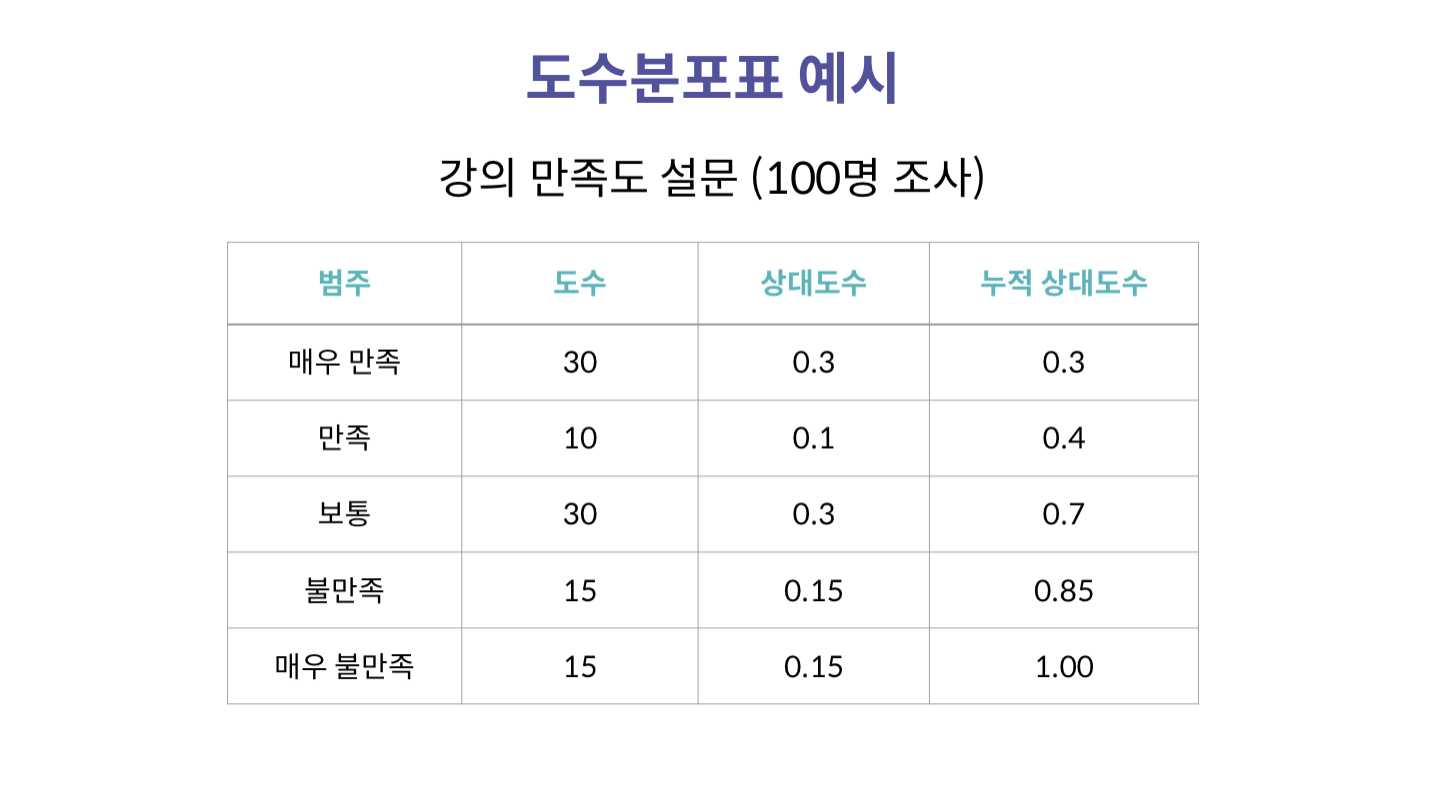 도수분포표 예시
강의 만족도 설문 (100명 조사)
범주 도수 상대도수 누적 상대도수
매우 만족 30 0.3 0.3
만족 10 0.1 0.4
보통 30 0.3 0.7
불만족 15 0.15 0.85
매우 불만족 15 0.15 1.00